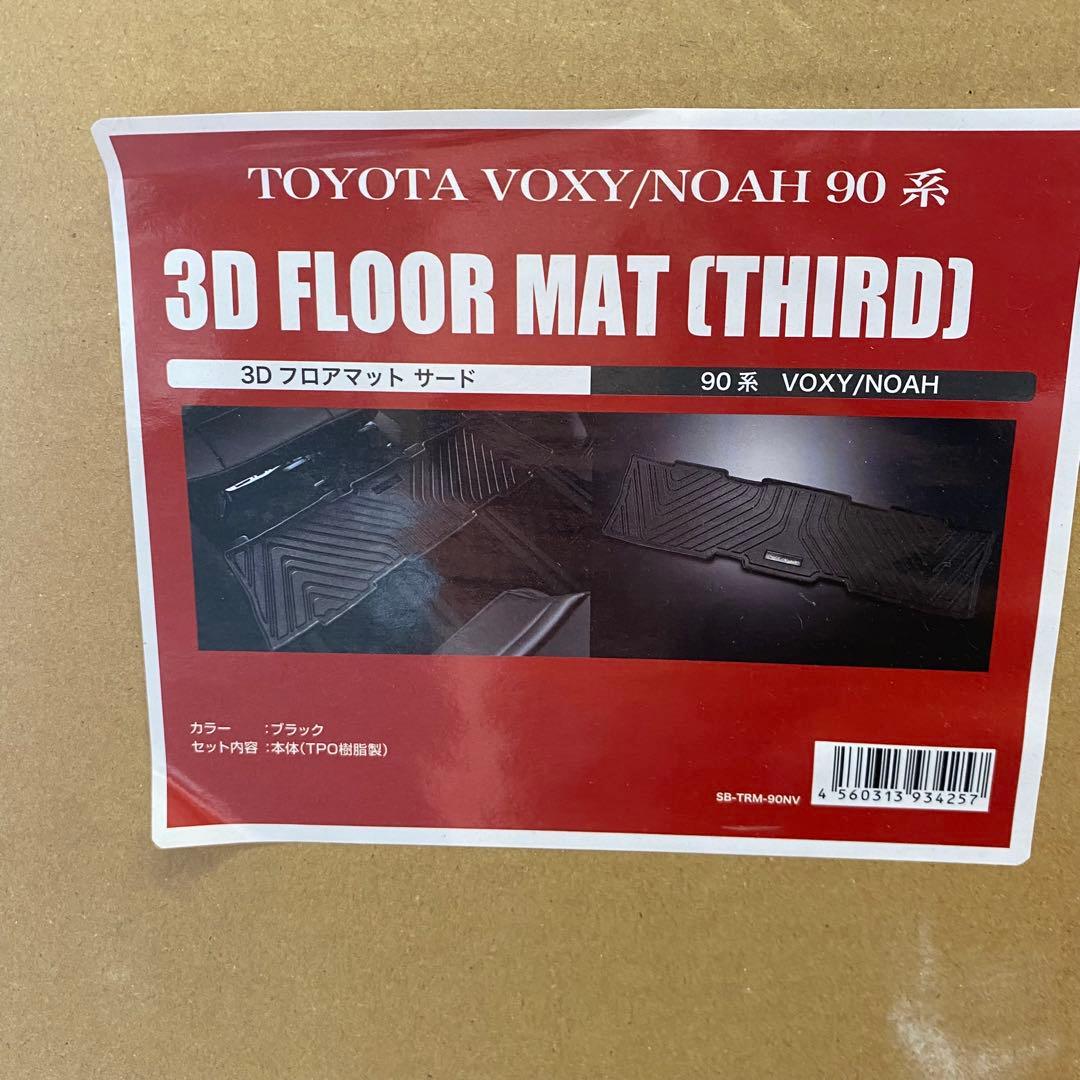 TOYOTA VOXY/NOAH 90 系
3D FLOOR MAT (THIRD)
3D フロアマット サード
90 系 VOXY/NOAH
カラー :ブラック
セット内容 :本体(TPO樹脂製)
SB-TRM-90NV
4 560313 934257